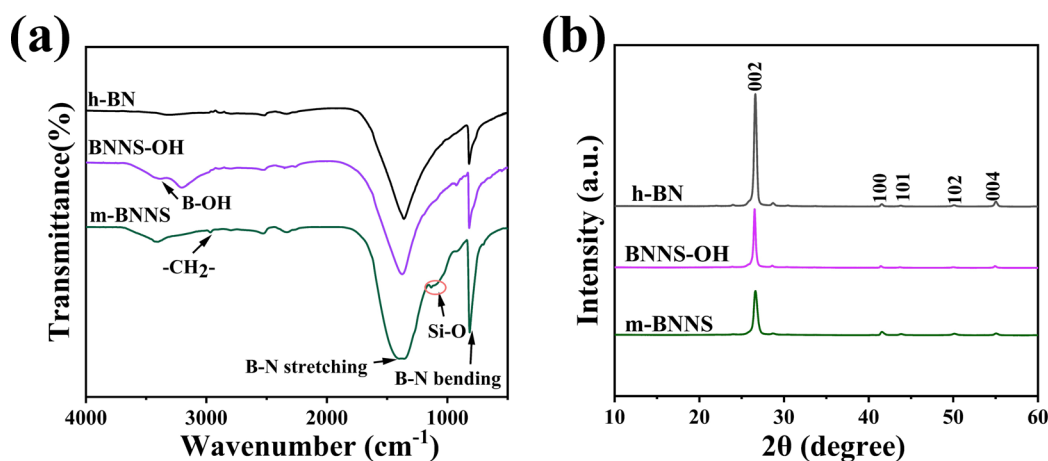 (a)
Transmittance(%)
h-BN
BNNS-OH
B-OH
m-BNNS
-CH2-
Si-O
B-N stretching
B-N bending
4000 3000 2000 1000
Wavenumber (cm-1)
(b)
Intensity (a.u.)
002
100 101 102 004
h-BN
BNNS-OH
m-BNNS
10 20 30 40 50 60
2θ (degree)